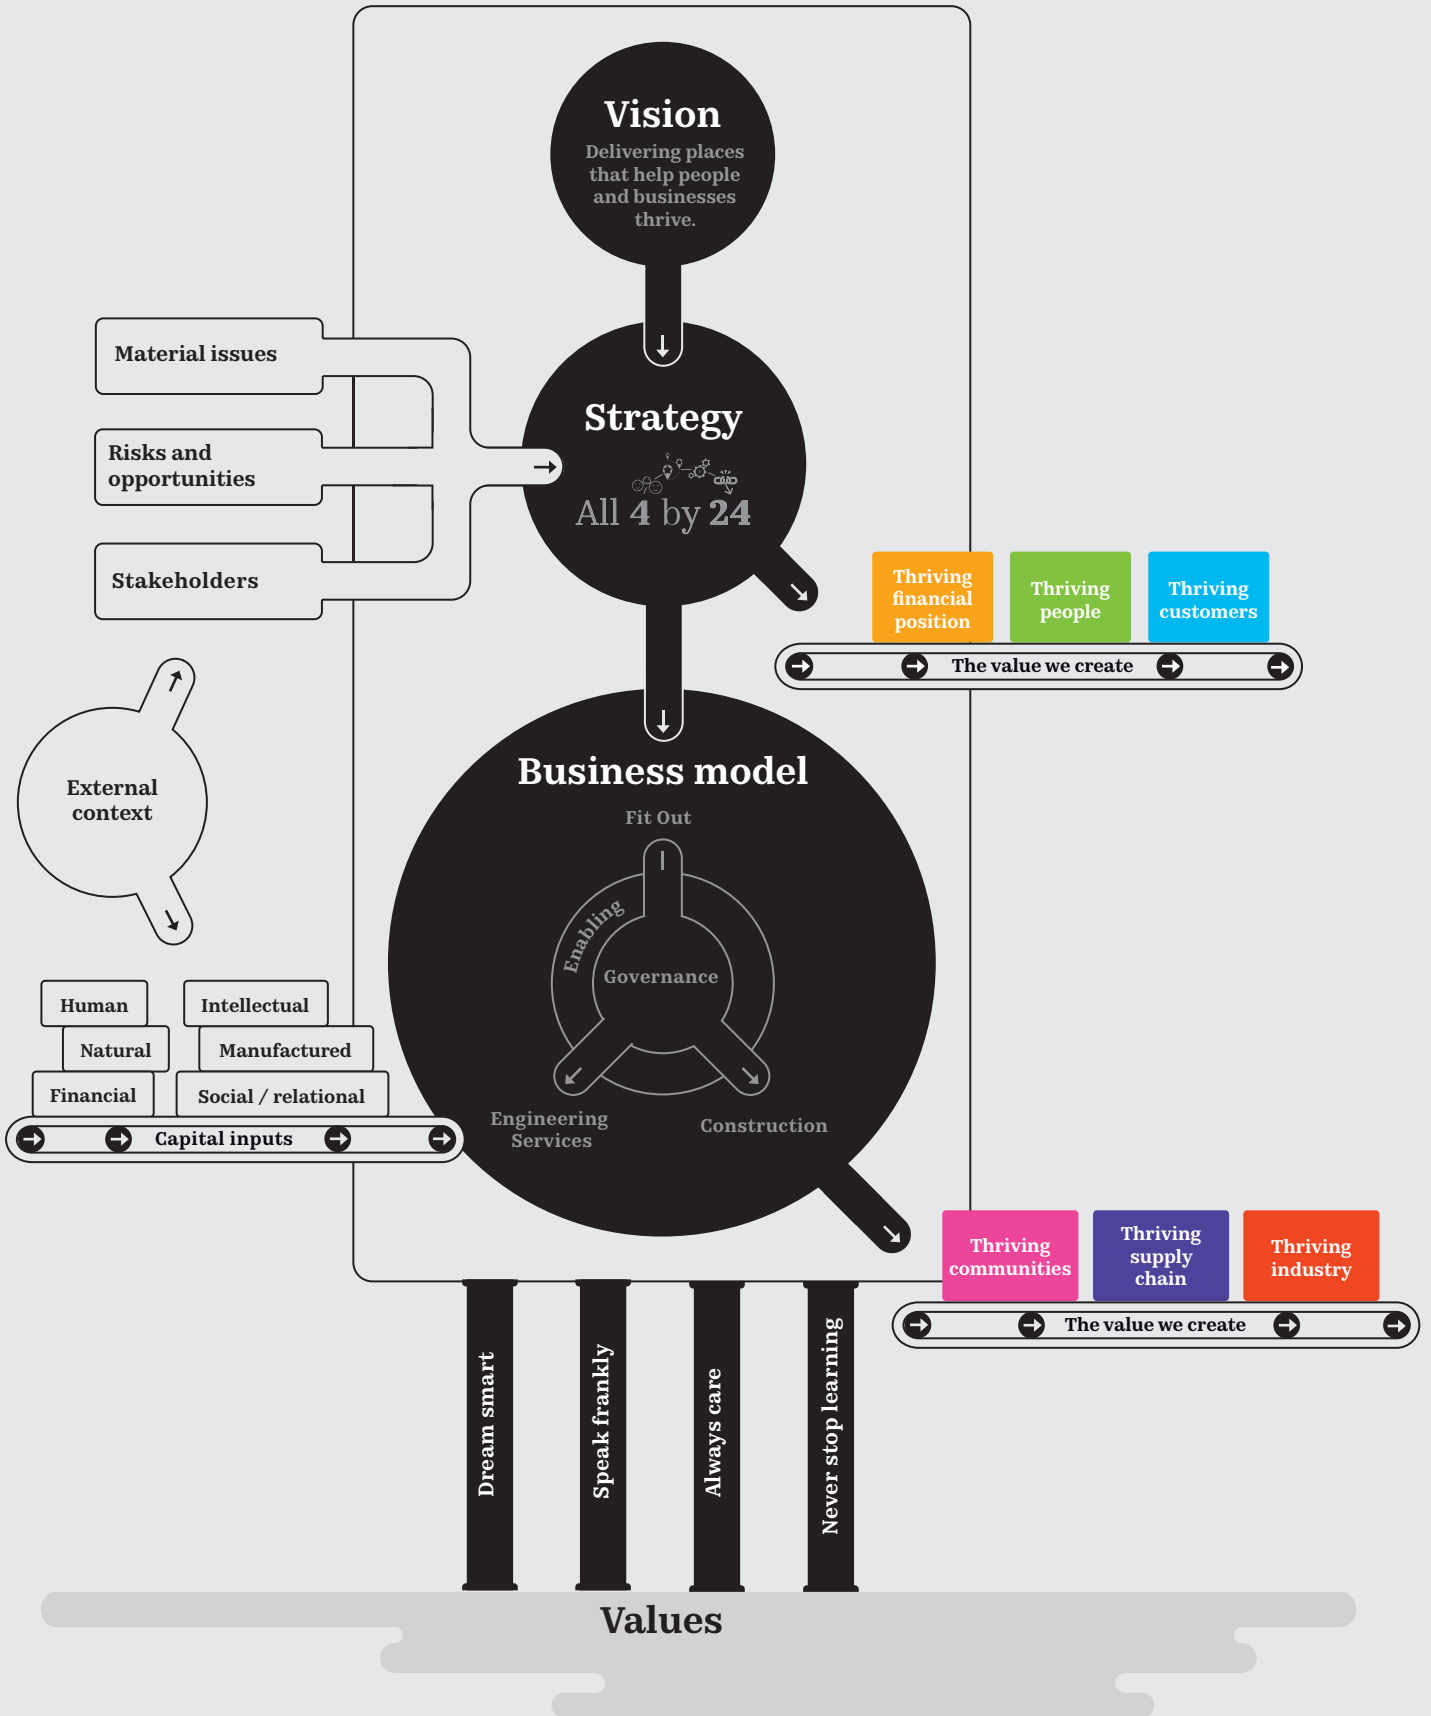 Vision
Delivering places
that help people
and businesses
thrive.
Material issues
Risks and
opportunities
Stakeholders
Strategy
All 4 by 24
Thriving
financial
position
Thriving
people
Thriving
customers
The value we create
External
context
Business model
Fit Out
Enabling
Governance
Engineering
Services
Construction
Human
Intellectual
Natural
Manufactured
Financial
Social / relational
Capital inputs
Thriving
communities
Thriving
supply
chain
Thriving
industry
The value we create
Dream smart
Speak frankly
Always care
Never stop learning
Values